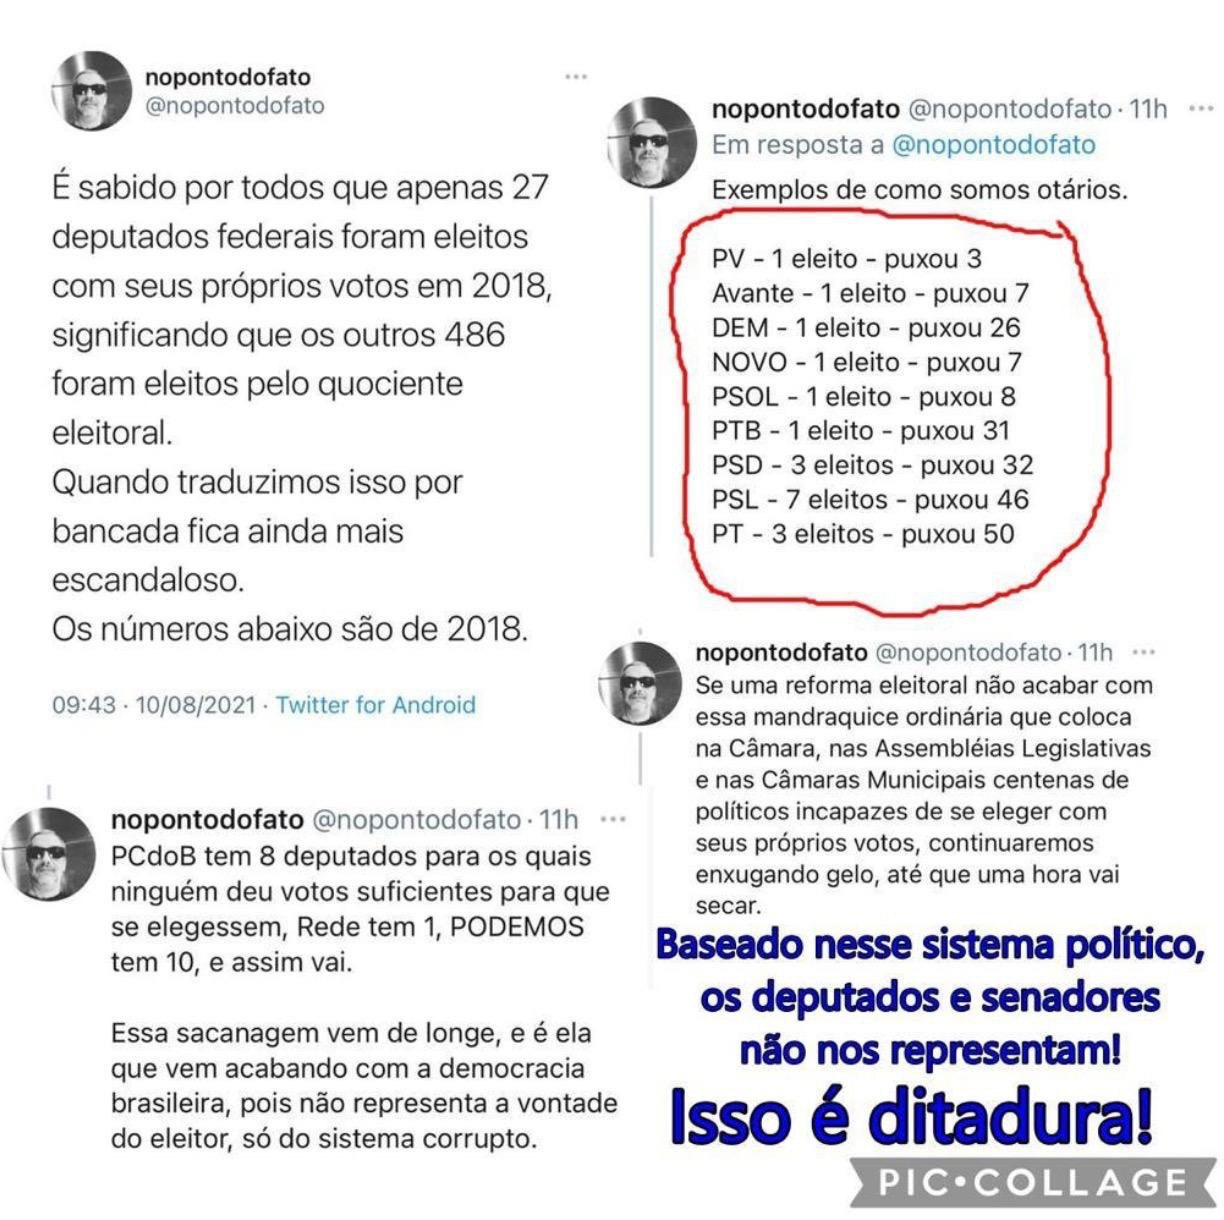 nopontodofato
@nopontodofato
É sabido por todos que apenas 27
deputados federais foram eleitos
com seus próprios votos em 2018,
significando que os outros 486
foram eleitos pelo quociente
eleitoral.
Quando traduzimos isso por
bancada fica ainda mais
escandaloso.
Os números abaixo são de 2018.
09:43 · 10/08/2021 · Twitter for Android
nopontodofato @nopontodofato · 11h
Em resposta a @nopontodofato
Exemplos de como somos otários.
PV - 1 eleito - puxou 3
Avante - 1 eleito - puxou 7
DEM - 1 eleito - puxou 26
NOVO - 1 eleito - puxou 7
PSOL - 1 eleito - puxou 8
PTB - 1 eleito - puxou 31
PSD - 3 eleitos - puxou 32
PSL - 7 eleitos - puxou 46
PT - 3 eleitos - puxou 50
nopontodofato @nopontodofato · 11h
PCdoB tem 8 deputados para os quais
ninguém deu votos suficientes para que
se elegessem, Rede tem 1, PODEMOS
tem 10, e assim vai.
Essa sacanagem vem de longe, e é ela
que vem acabando com a democracia
brasileira, pois não representa a vontade
do eleitor, só do sistema corrupto.
nopontodofato @nopontodofato · 11h
Se uma reforma eleitoral não acabar com
essa mandraquice ordinária que coloca
na Câmara, nas Assembléias Legislativas
e nas Câmaras Municipais centenas de
políticos incapazes de se eleger com
seus próprios votos, continuaremos
enxugando gelo, até que uma hora vai
secar.
Baseado nesse sistema político,
os deputados e senadores
não nos representam!
Isso é ditadura!
PIC•COLLAGE